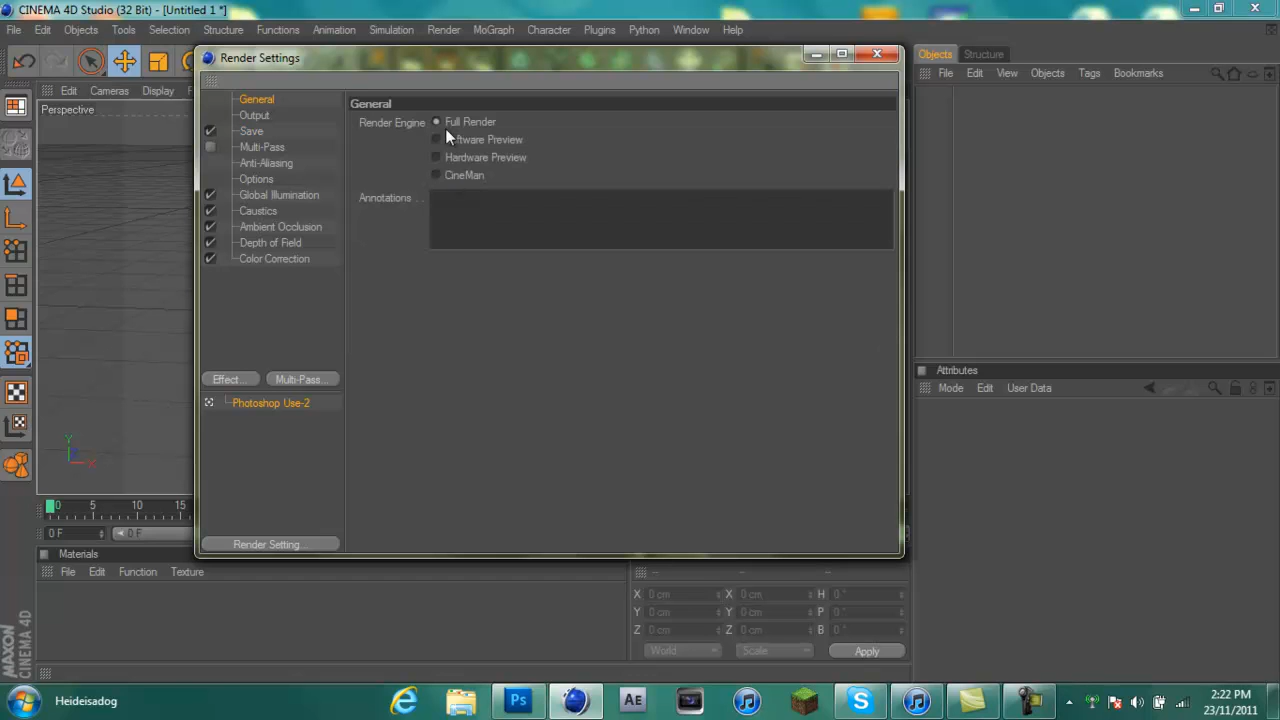 CINEMA 4D Studio (32 Bit) - [Untitled 1 *]
File Edit Objects Tools Selection Structure Functions Animation Simulation Render MoGraph Character Plugins Python Window Help
Render Settings
Objects Structure
File Edit View Objects Tags Bookmarks
Edit Cameras Display
Perspective
General
Output
Save
Multi-Pass
Anti-Aliasing
Options
Global Illumination
Caustics
Ambient Occlusion
Depth of Field
Color Correction
General
Render Engine Full Render
Preview
Hardware Preview
CineMan
Annotations . .
Effect... Multi-Pass...
Photoshop Use-2
Render Setting...
Attributes
Mode Edit User Data
Y
X
0 5 10 15
0 F 0 F
Materials
File Edit Function Texture
-- -- --
X 0 cm X 0 cm H 0 °
Y 0 cm Y 0 cm P 0 °
Z 0 cm Z 0 cm B 0 °
World Scale Apply
MAXON
CINEMA 4D
Heideisadog
Ps
Ae
2:22 PM
23/11/2011